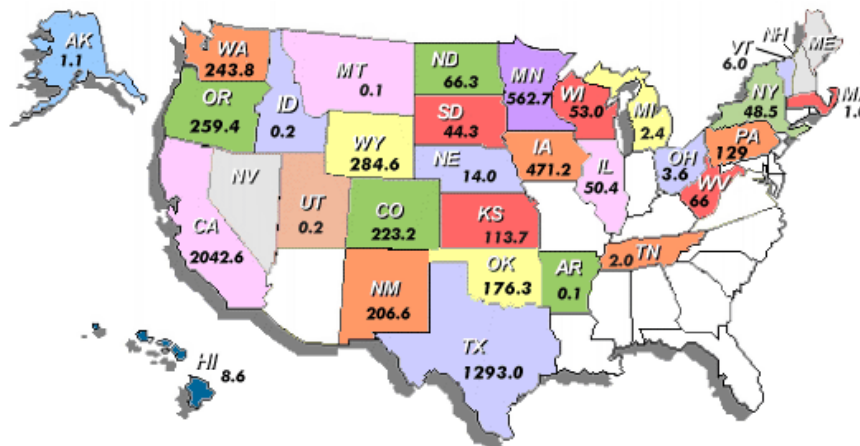 AK
1.1
WA
243.8
OR
259.4
CA
2042.6
NV
ID
0.2
MT
0.1
WY
284.6
UT
0.2
CO
223.2
NM
206.6
ND
66.3
SD
44.3
NE
14.0
KS
113.7
OK
176.3
TX
1293.0
MN
562.7
IA
471.2
AR
0.1
WI
53.0
IL
50.4
MI
2.4
OH
3.6
TN
2.0
WV
66
PA
129
NY
48.5
VT
6.0
NH
ME
1.0
HI
8.6